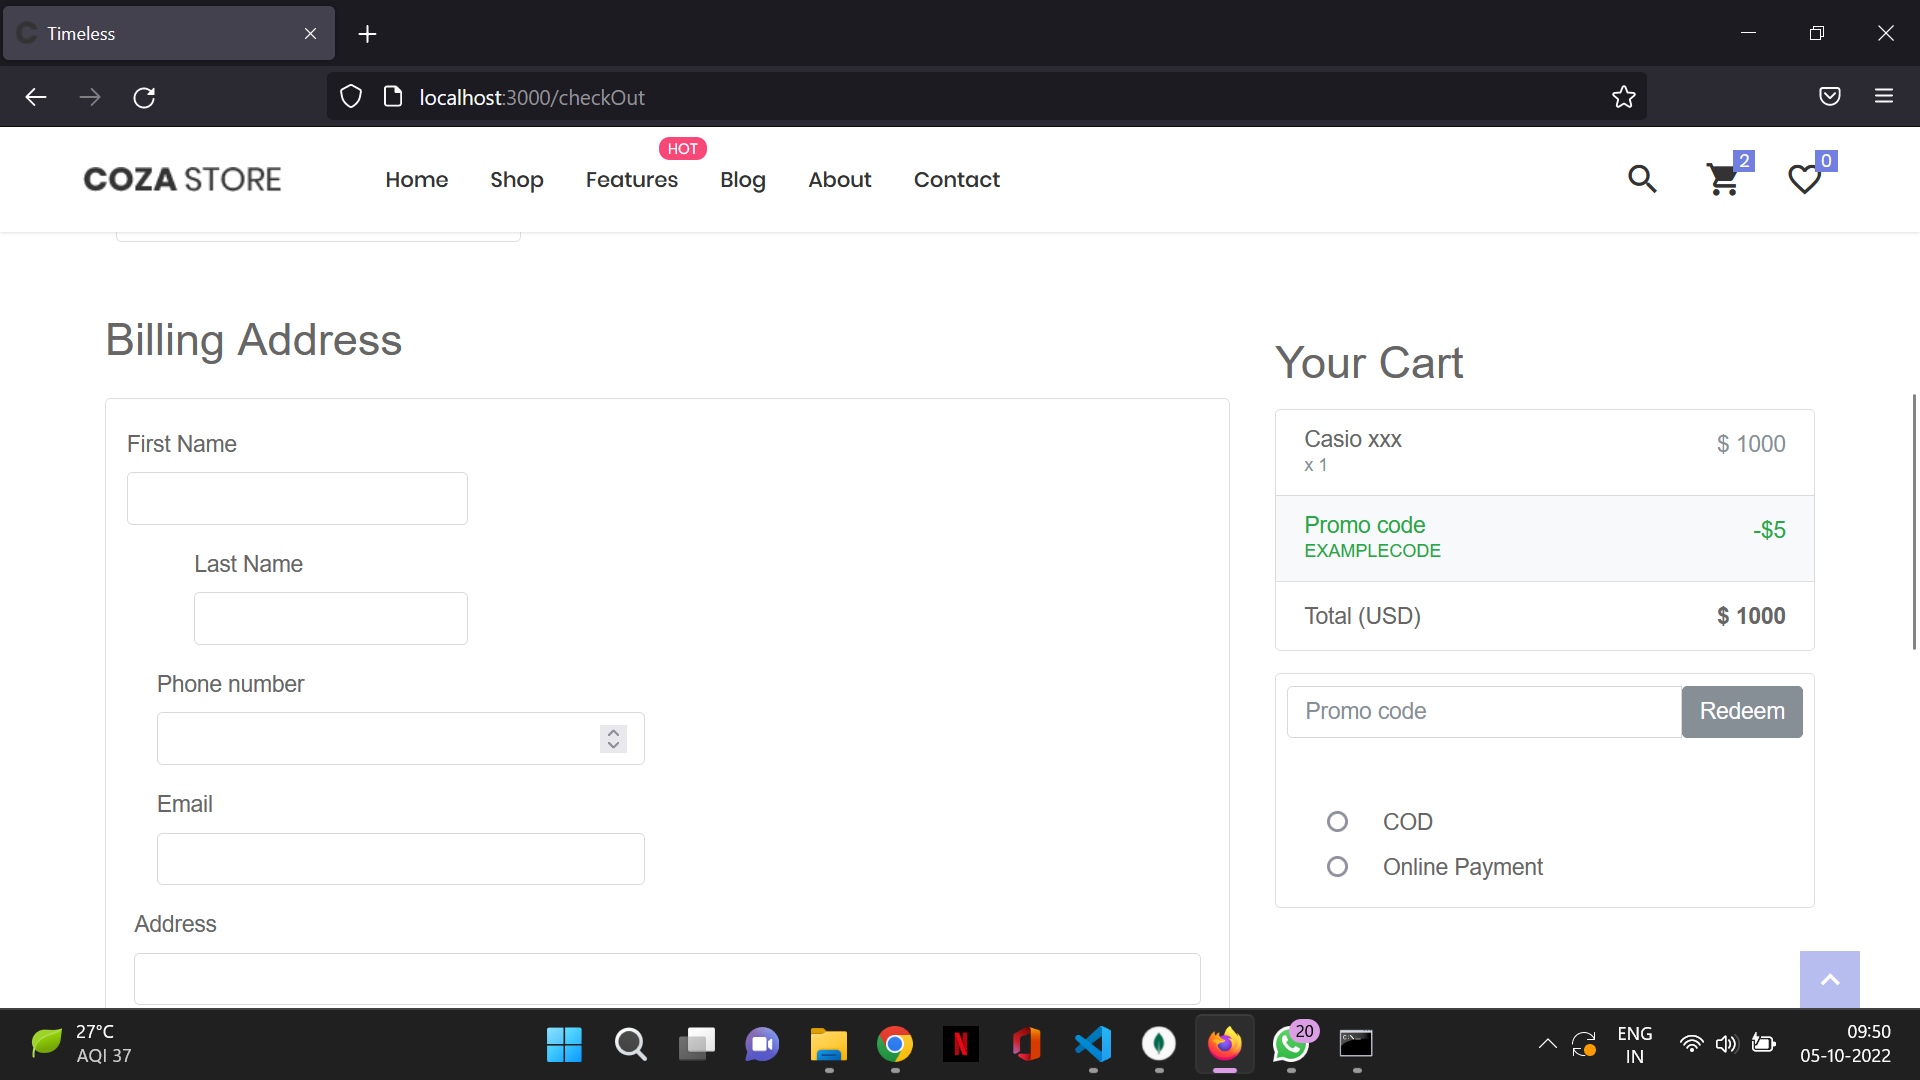 Timeless
localhost:3000/checkOut
COZA STORE
Home
Shop
Features
HOT
Blog
About
Contact
2
0
Billing Address
First Name
Last Name
Phone number
Email
Address
Your Cart
Casio xxx
$ 1000
x 1
Promo code
-$5
EXAMPLECODE
Total (USD)
$ 1000
Promo code
Redeem
COD
Online Payment
27°C
AQI 37
N
20
C:\_
ENG
IN
09:50
05-10-2022